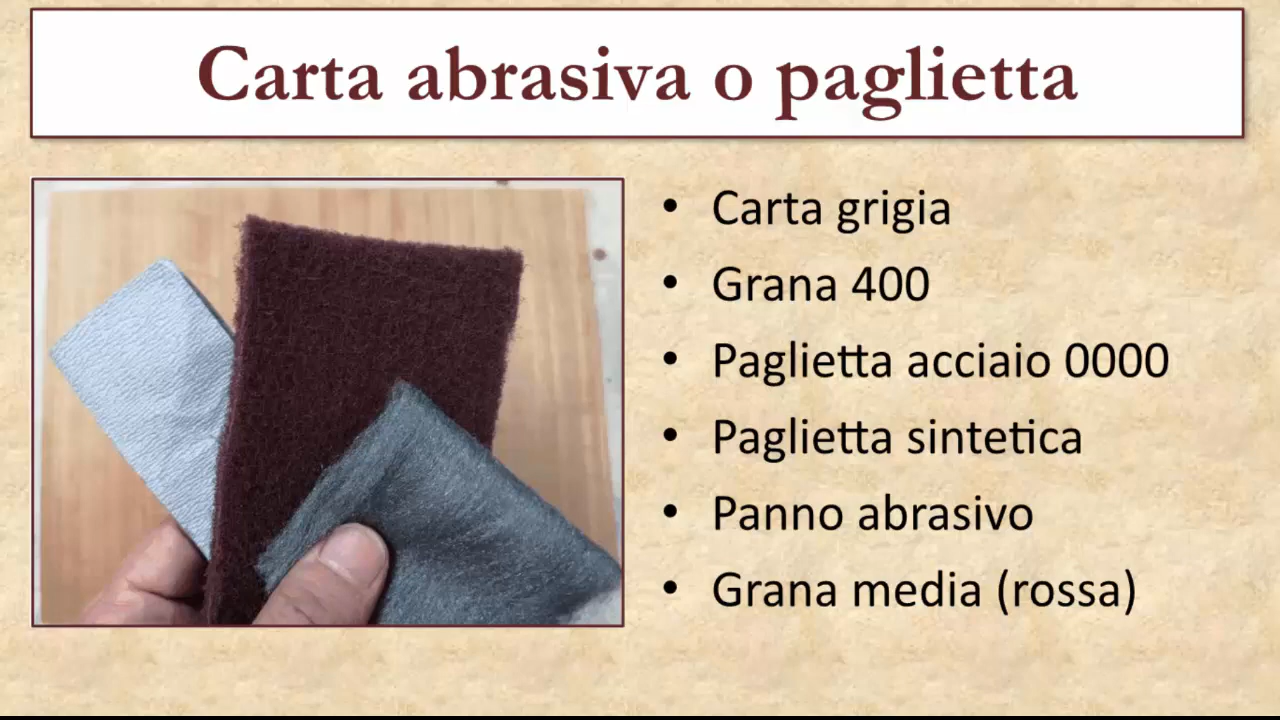 Carta abrasiva o paglietta
• Carta grigia
• Grana 400
• Paglietta acciaio 0000
• Paglietta sintetica
• Panno abrasivo
• Grana media (rossa)